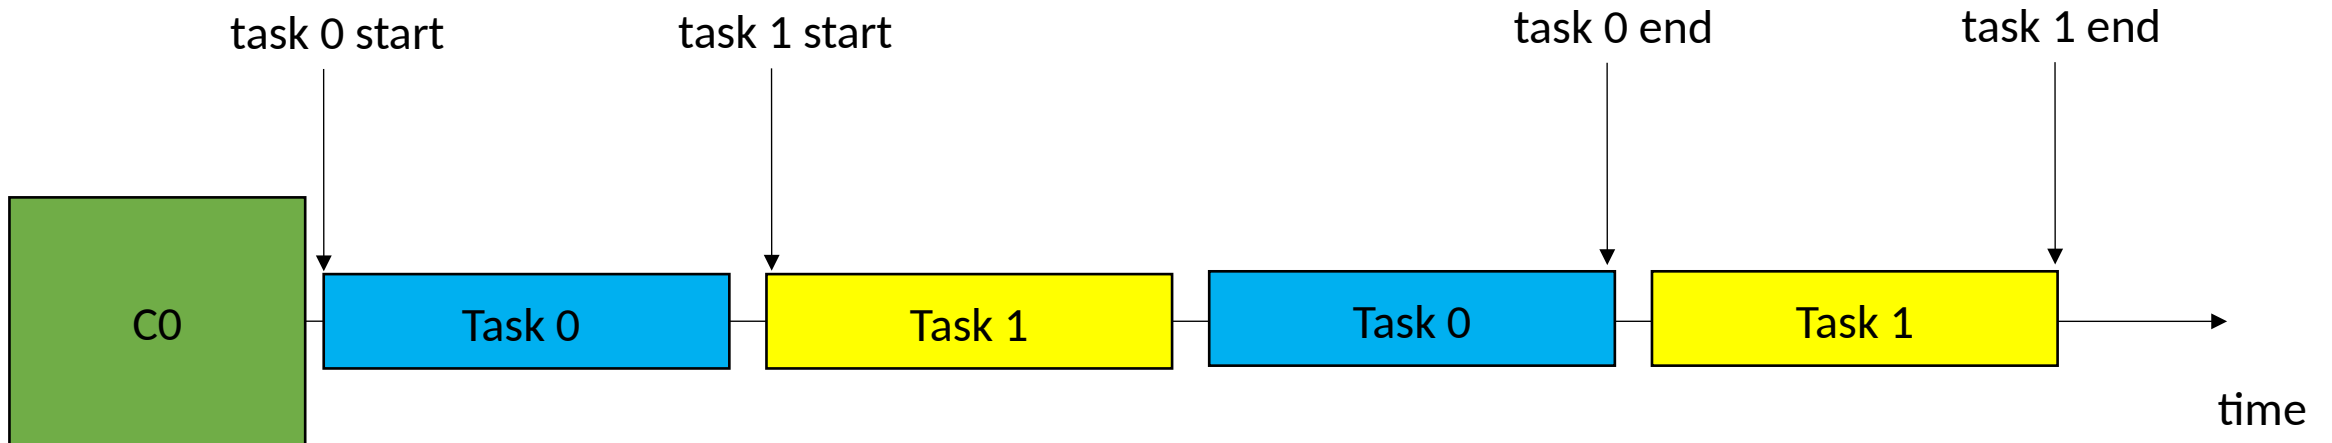 task 0 start
task 1 start
task 0 end
task 1 end
C0
Task 0
Task 1
Task 0
Task 1
time